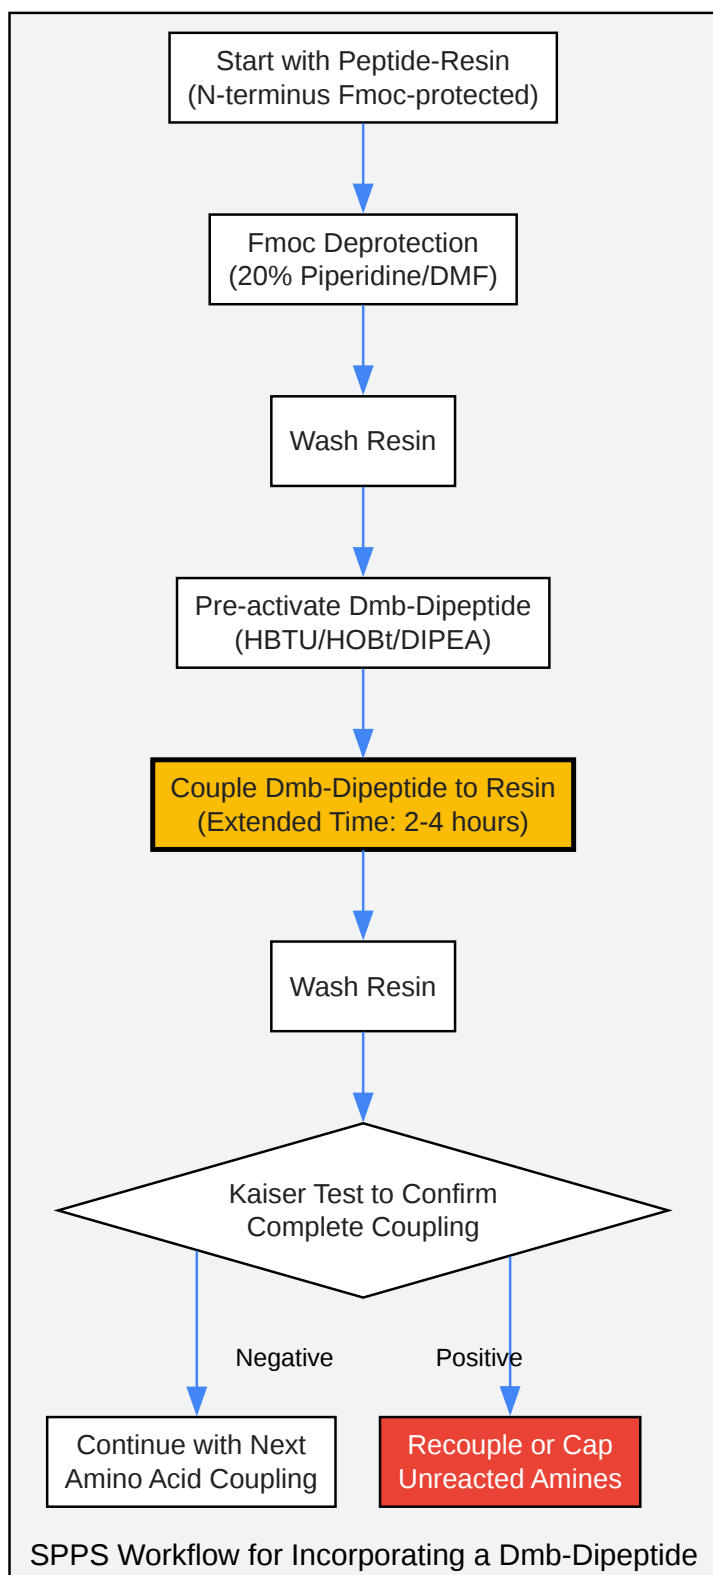 Start with Peptide-Resin
(N-terminus Fmoc-protected)
Fmoc Deprotection
(20% Piperidine/DMF)
Wash Resin
Pre-activate Dmb-Dipeptide
(HBTU/HOBt/DIPEA)
Couple Dmb-Dipeptide to Resin
(Extended Time: 2-4 hours)
Wash Resin
Kaiser Test to Confirm
Complete Coupling
Negative
Positive
Continue with Next
Amino Acid Coupling
Recouple or Cap
Unreacted Amines
SPPS Workflow for Incorporating a Dmb-Dipeptide